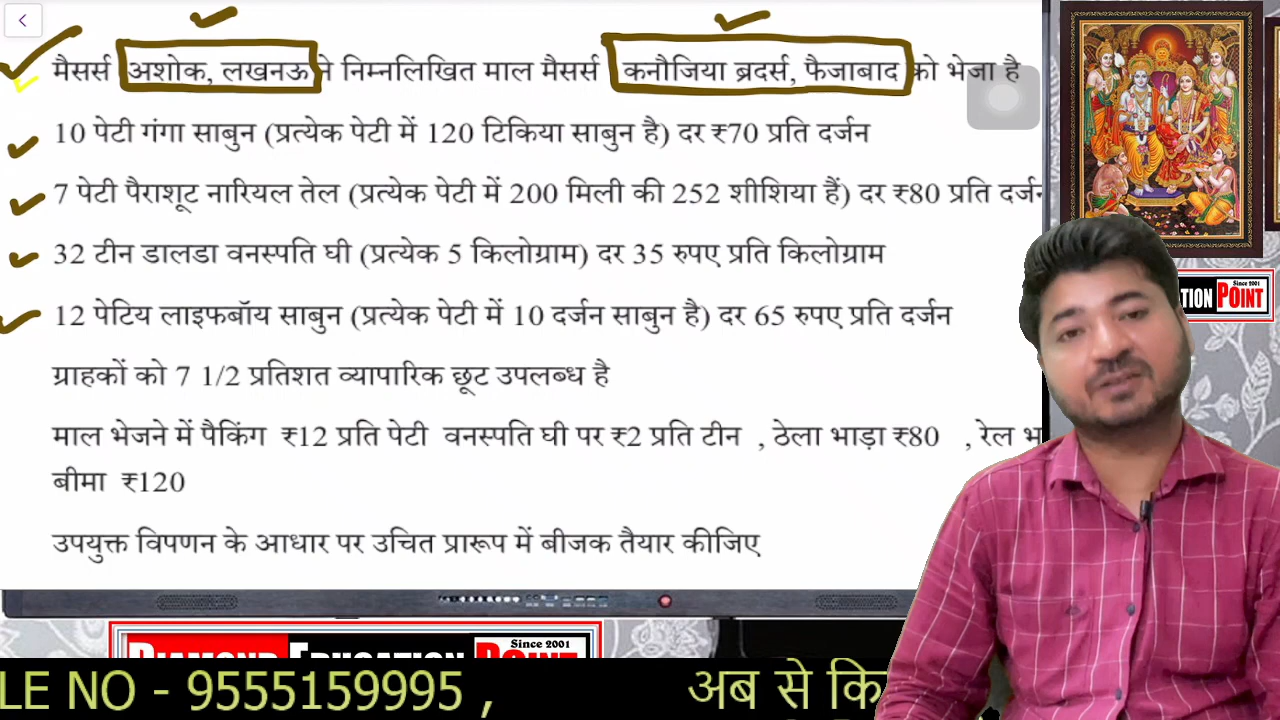 मैसर्स अशोक, लखनऊ ने निम्नलिखित माल मैसर्स कनौजिया ब्रदर्स, फैजाबाद को भेजा है
10 पेटी गंगा साबुन (प्रत्येक पेटी में 120 टिकिया साबुन है) दर ₹70 प्रति दर्जन
7 पेटी पैराशूट नारियल तेल (प्रत्येक पेटी में 200 मिली की 252 शीशिया हैं) दर ₹80 प्रति दर्जन
32 टीन डालडा वनस्पति घी (प्रत्येक 5 किलोग्राम) दर 35 रुपए प्रति किलोग्राम
12 पेटिय लाइफबॉय साबुन (प्रत्येक पेटी में 10 दर्जन साबुन है) दर 65 रुपए प्रति दर्जन
ग्राहकों को 7 1/2 प्रतिशत व्यापारिक छूट उपलब्ध है
माल भेजने में पैकिंग ₹12 प्रति पेटी वनस्पति घी पर ₹2 प्रति टीन , ठेला भाड़ा ₹80 , रेल
बीमा ₹120
उपयुक्त विपणन के आधार पर उचित प्रारूप में बीजक तैयार कीजिए
Since 2001
POINT
Since 2001
DIAMOND EDUCATION POINT
LE NO - 9555159995 , अब से